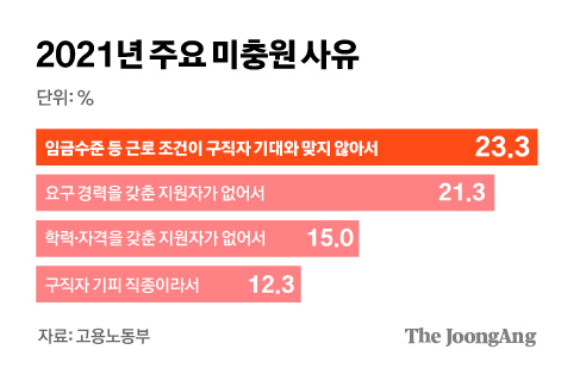 2021년 주요 미충원 사유
단위: %
임금수준 등 근로 조건이 구직자 기대와 맞지 않아서 23.3
요구 경력을 갖춘 지원자가 없어서 21.3
학력·자격을 갖춘 지원자가 없어서 15.0
구직자 기피 직종이라서 12.3
자료: 고용노동부 The JoongAng